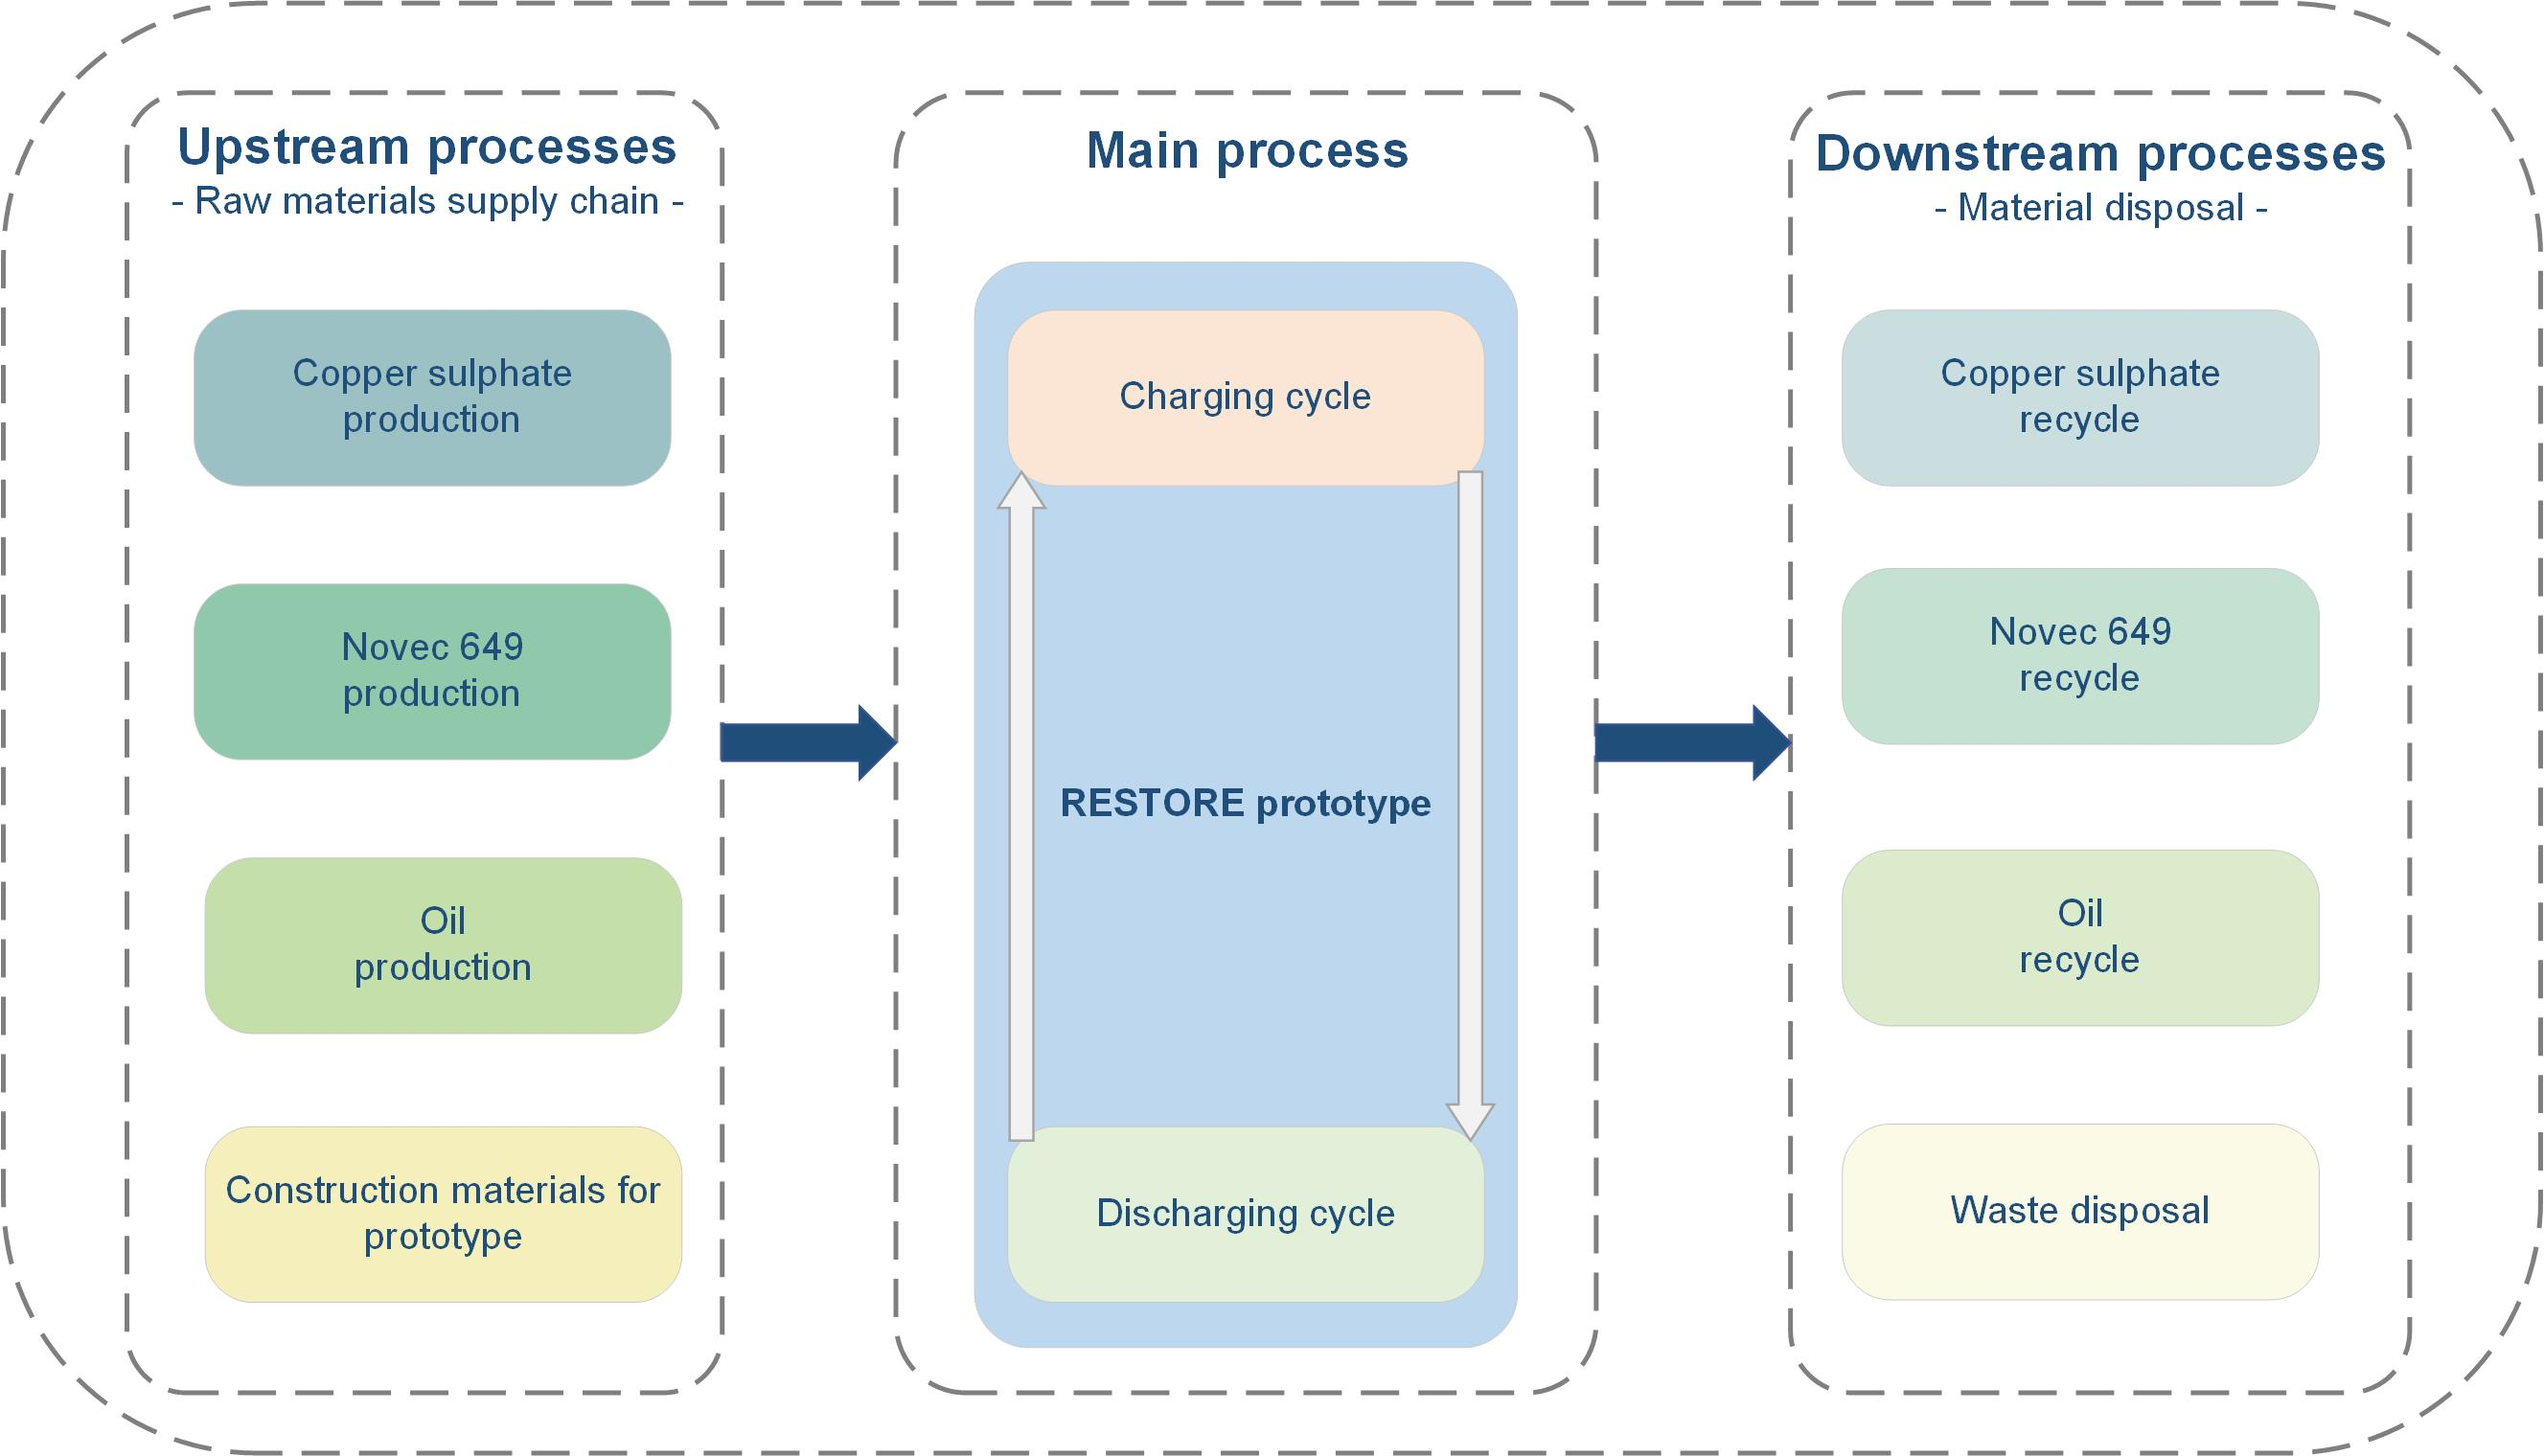 Upstream processes
- Raw materials supply chain -
Copper sulphate
production
Novec 649
production
Oil
production
Construction materials for
prototype
Main process
Charging cycle
RESTORE prototype
Discharging cycle
Downstream processes
- Material disposal -
Copper sulphate
recycle
Novec 649
recycle
Oil
recycle
Waste disposal